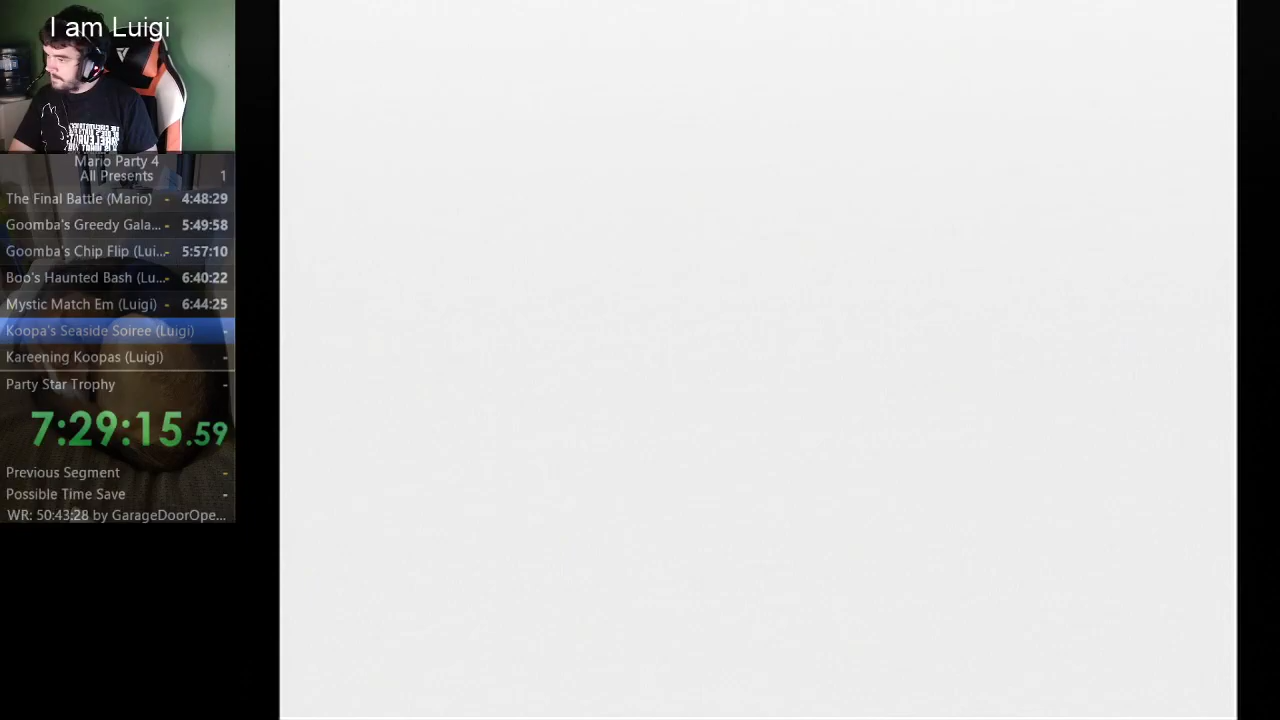 I am Luigi
Mario Party 4
All Presents 1
The Final Battle (Mario) - 4:48:29
Goomba's Greedy Gala... - 5:49:58
Goomba's Chip Flip (Lui... - 5:57:10
Boo's Haunted Bash (Lu... - 6:40:22
Mystic Match Em (Luigi) - 6:44:25
Koopa's Seaside Soiree (Luigi) -
Kareening Koopas (Luigi) -
Party Star Trophy -
7:29:15.59
Previous Segment -
Possible Time Save -
WR: 50:43:28 by GarageDoorOpe...